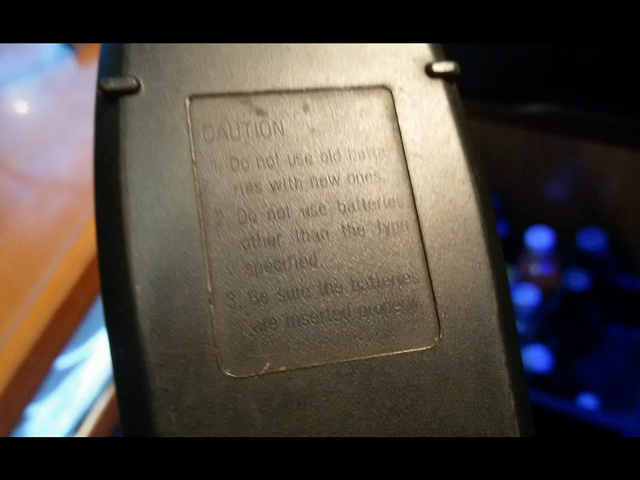 CAUTION
1. Do not use old batte-
ries with new ones.
2. Do not use batteries
other than the type
specified.
3. Be sure the batteries
are inserted properly.